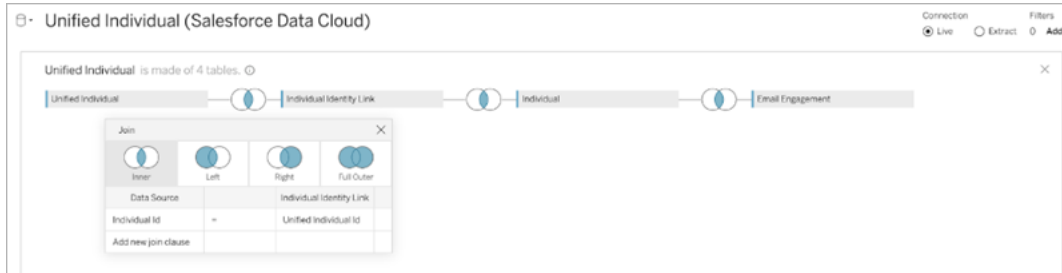 Unified Individual (Salesforce Data Cloud)
Connection
Live
Extract
Filters
0 Add
Unified Individual is made of 4 tables.
Unified Individual
Individual Identity Link
Individual
Email Engagement
Join
Inner
Left
Right
Full Outer
Data Source
Individual Identity Link
Individual Id
=
Unified Individual Id
Add new join clause